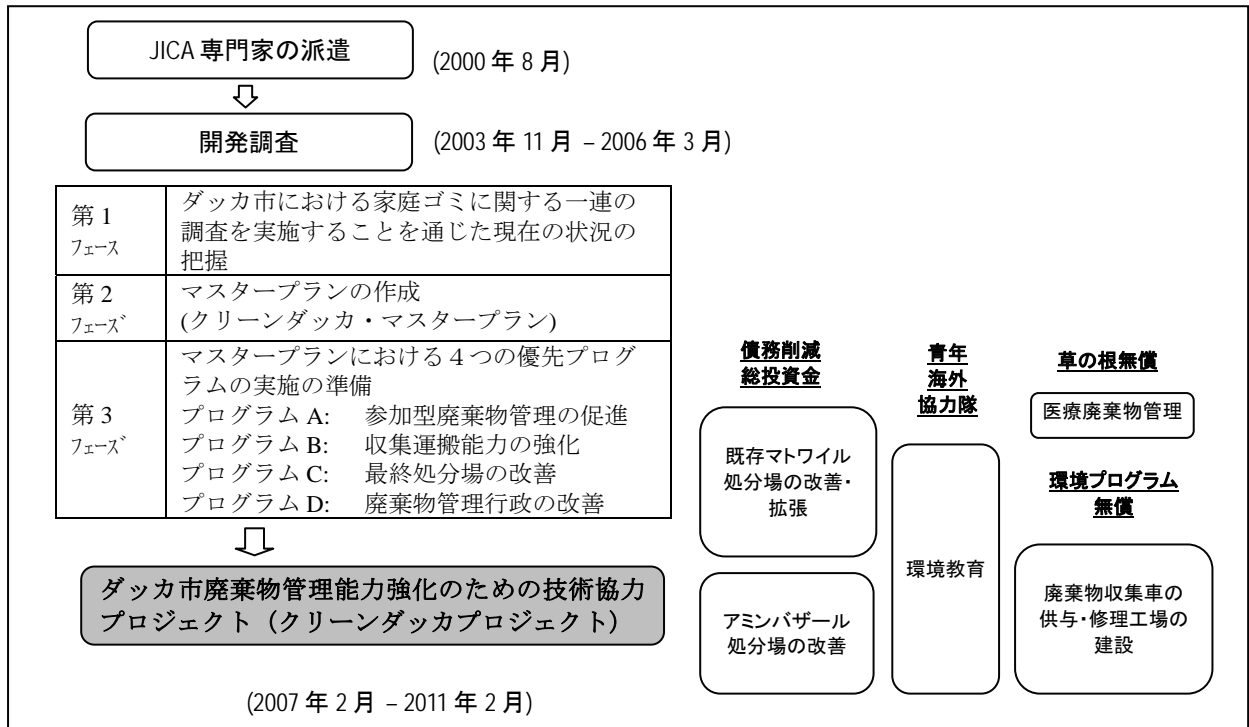 JICA 専門家の派遣
(2000 年 8 月)
開発調査
(2003 年 11 月 – 2006 年 3 月)
第 1
フェース
ダッカ市における家庭ゴミに関する一連の
調査を実施することを通じた現在の状況の
把握
第 2
フェーズ
マスタープランの作成
(クリーンダッカ・マスタープラン)
第 3
フェーズ
マスタープランにおける４つの優先プログ
ラムの実施の準備
プログラム A: 参加型廃棄物管理の促進
プログラム B: 収集運搬能力の強化
プログラム C: 最終処分場の改善
プログラム D: 廃棄物管理行政の改善
ダッカ市廃棄物管理能力強化のための技術協力
プロジェクト（クリーンダッカプロジェクト）
(2007 年 2 月 – 2011 年 2 月)
債務削減
総投資金
既存マトワイル
処分場の改善・
拡張
アミンバザール
処分場の改善
青年
海外
協力隊
環境教育
草の根無償
医療廃棄物管理
環境プログラム
無償
廃棄物収集車の
供与・修理工場の
建設